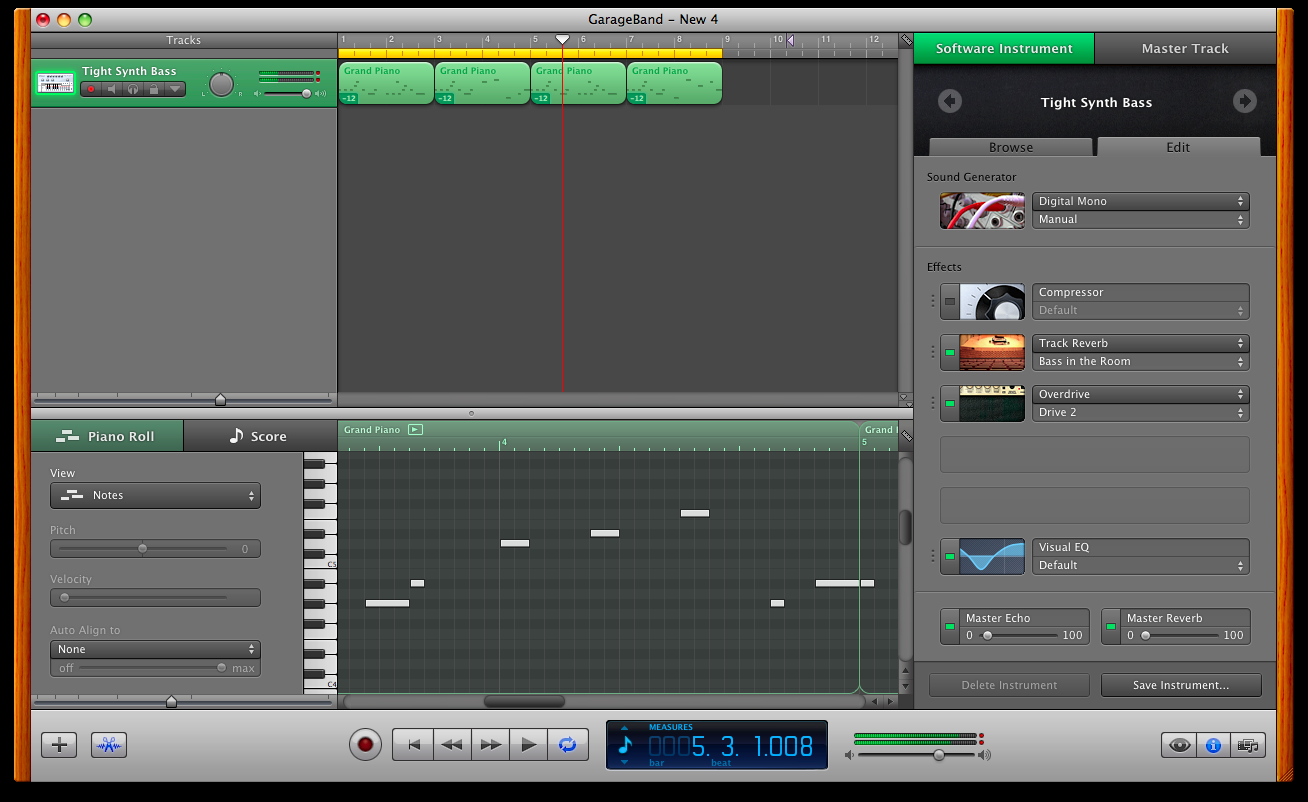 GarageBand – New 4
Tracks
1 2 3 4 5 6 7 8 9 10 11 12
Tight Synth Bass
L R
Grand Piano Grand Piano Grand Piano Grand Piano
-12 -12 -12 -12
Software Instrument Master Track
Tight Synth Bass
Browse Edit
Sound Generator
Digital Mono
Manual
Effects
Compressor
Default
Track Reverb
Bass in the Room
Overdrive
Drive 2
Visual EQ
Default
Master Echo
0 100
Master Reverb
0 100
Delete Instrument Save Instrument...
Piano Roll Score
View
Notes
Pitch
0
Velocity
Auto Align to
None
off max
Grand Piano Grand
4 5
C5
C4
MEASURES
0005. 3. 1.008
bar beat